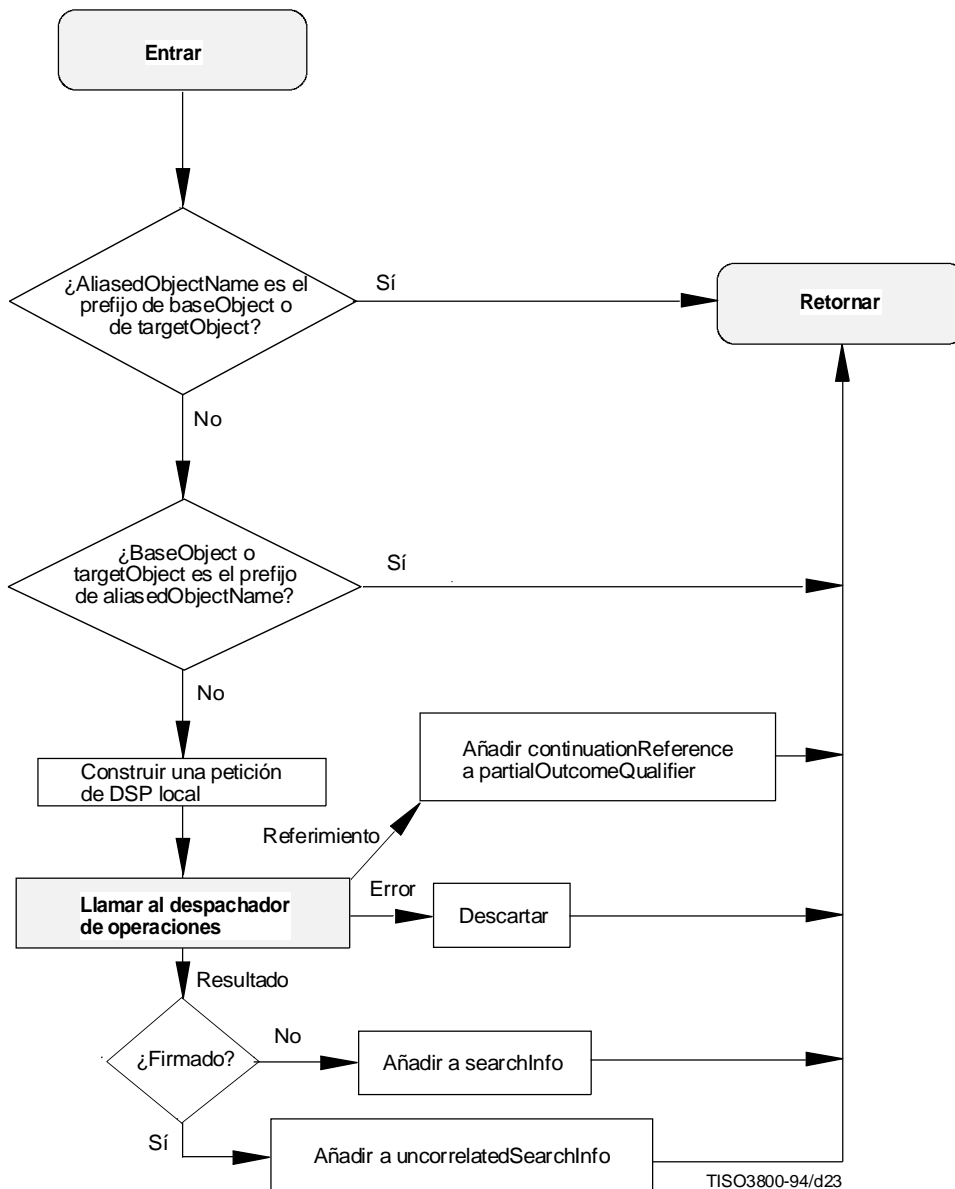 Entrar
¿AliasedObjectName es el
prefijo de baseObject o
de targetObject?
Sí
Retornar
No
¿BaseObject o
targetObject es el prefijo
de aliasedObjectName?
Sí
No
Construir una petición
de DSP local
Añadir continuationReference
a partialOutcomeQualifier
Referimiento
Llamar al despachador
de operaciones
Error
Descartar
Resultado
¿Firmado?
No
Añadir a searchInfo
Sí
Añadir a uncorrelatedSearchInfo
TISO3800-94/d23